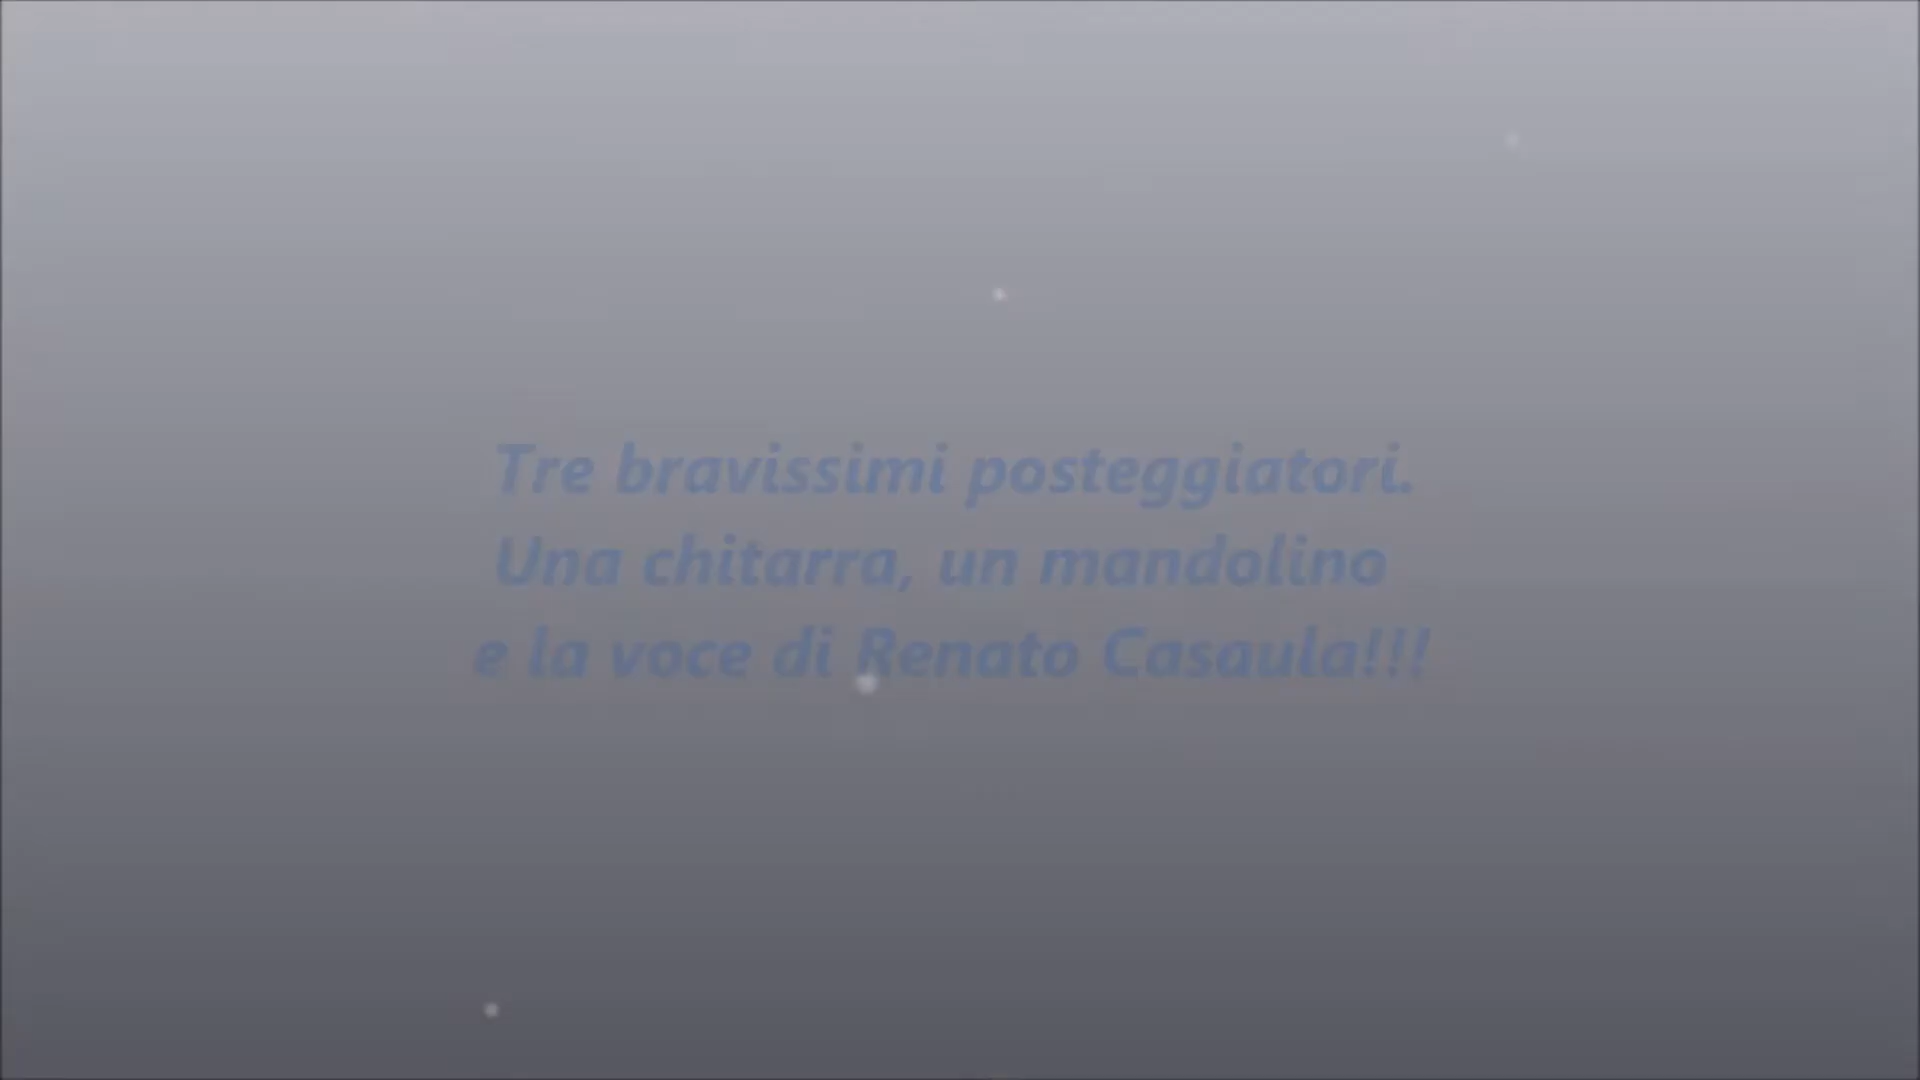 Tre bravissimi posteggiatori.
Una chitarra, un mandolino
e la voce di Renato Casaula!!!